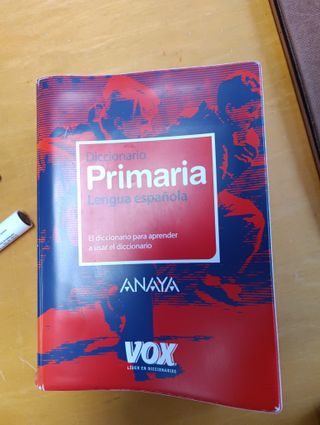 Diccionario
Primaria
Lengua española
El diccionario para aprender
a usar el diccionario
ANAYA
VOX
LÍDER EN DICCIONARIOS